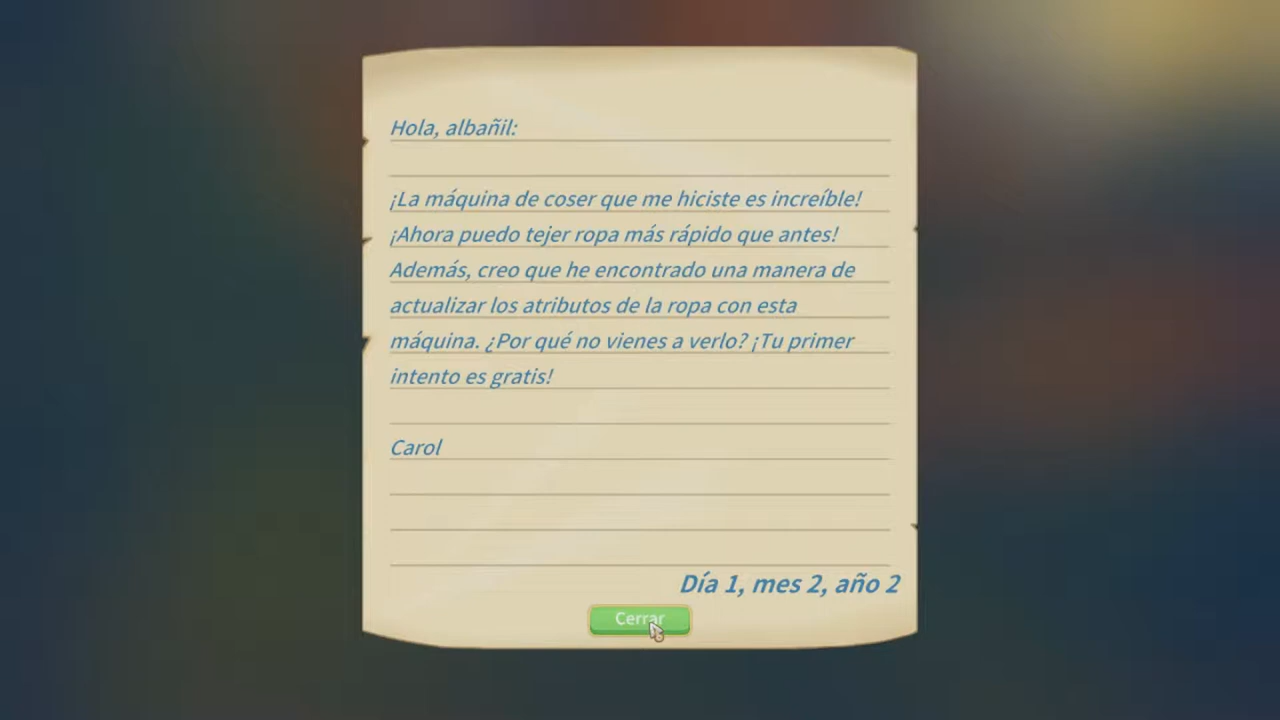 Hola, albañil:
¡La máquina de coser que me hiciste es increíble!
¡Ahora puedo tejer ropa más rápido que antes!
Además, creo que he encontrado una manera de
actualizar los atributos de la ropa con esta
máquina. ¿Por qué no vienes a verlo? ¡Tu primer
intento es gratis!
Carol
Día 1, mes 2, año 2
Cerrar